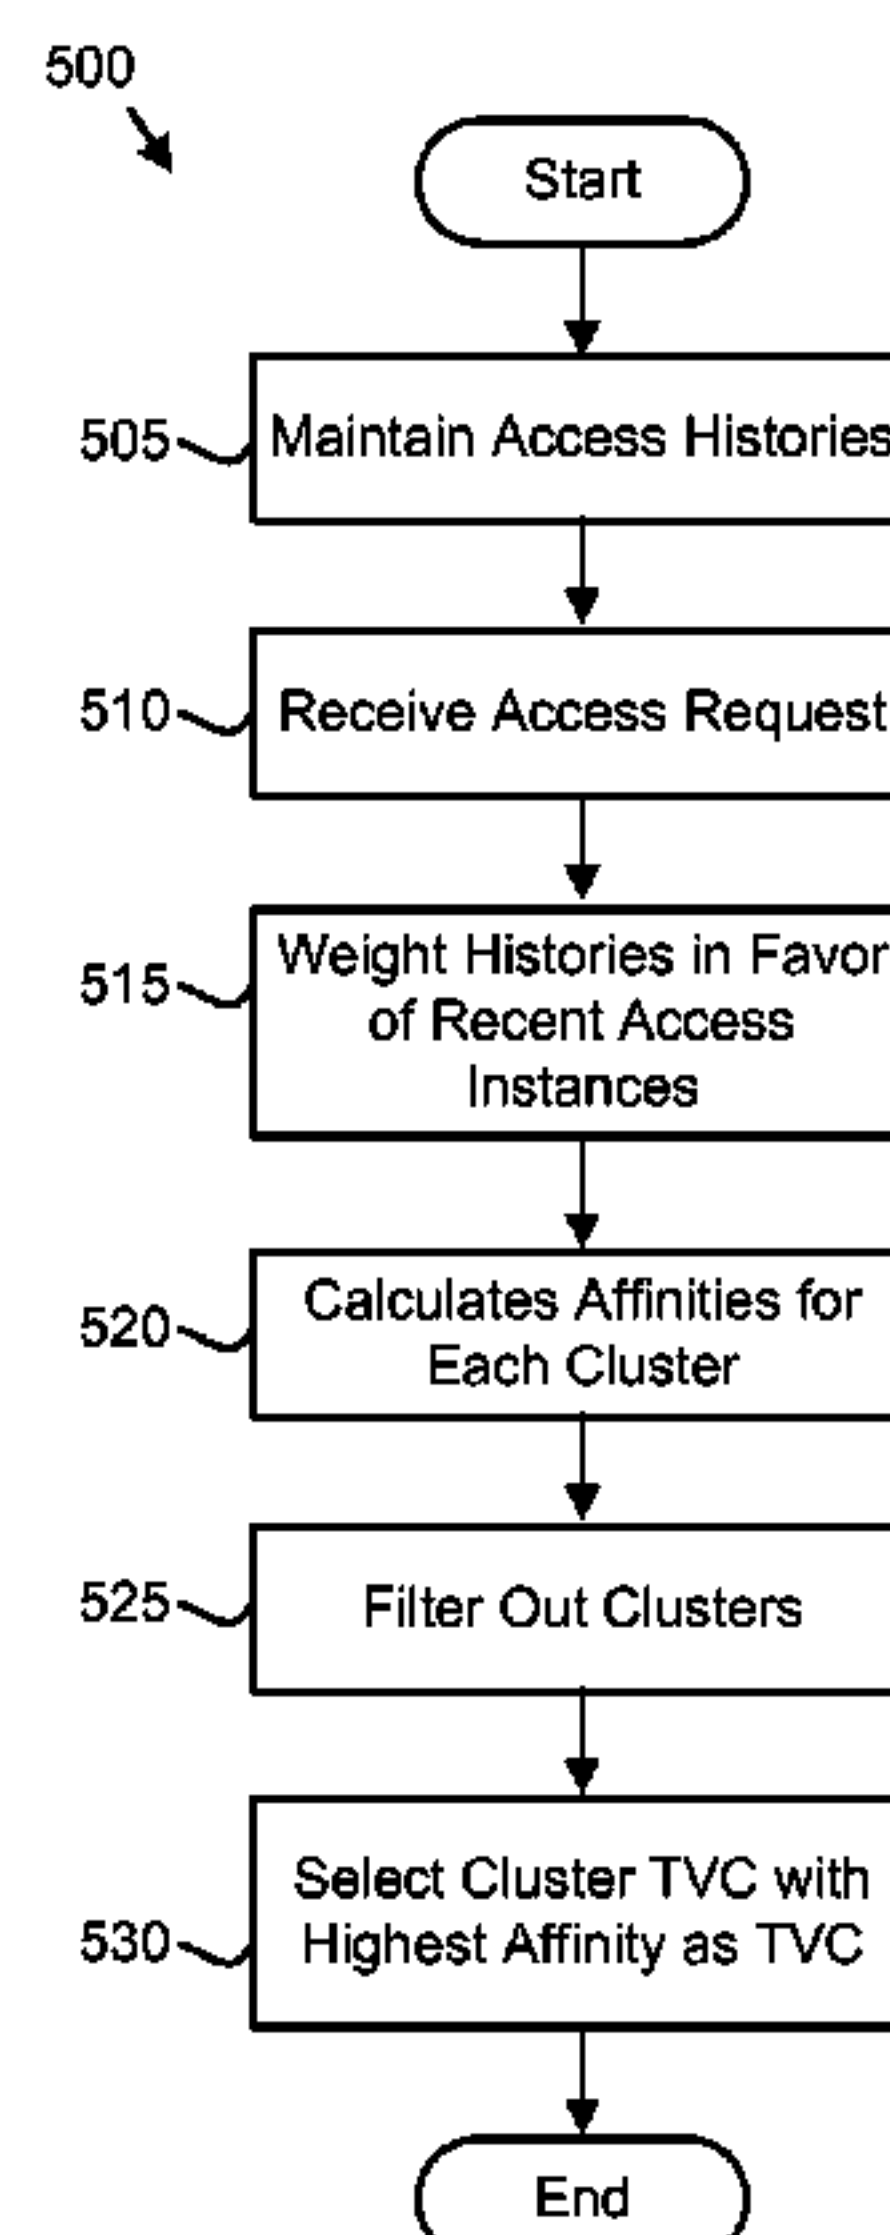 500
Start
505
Maintain Access Histories
510
Receive Access Request
515
Weight Histories in Favor
of Recent Access
Instances
520
Calculates Affinities for
Each Cluster
525
Filter Out Clusters
530
Select Cluster TVC with
Highest Affinity as TVC
End